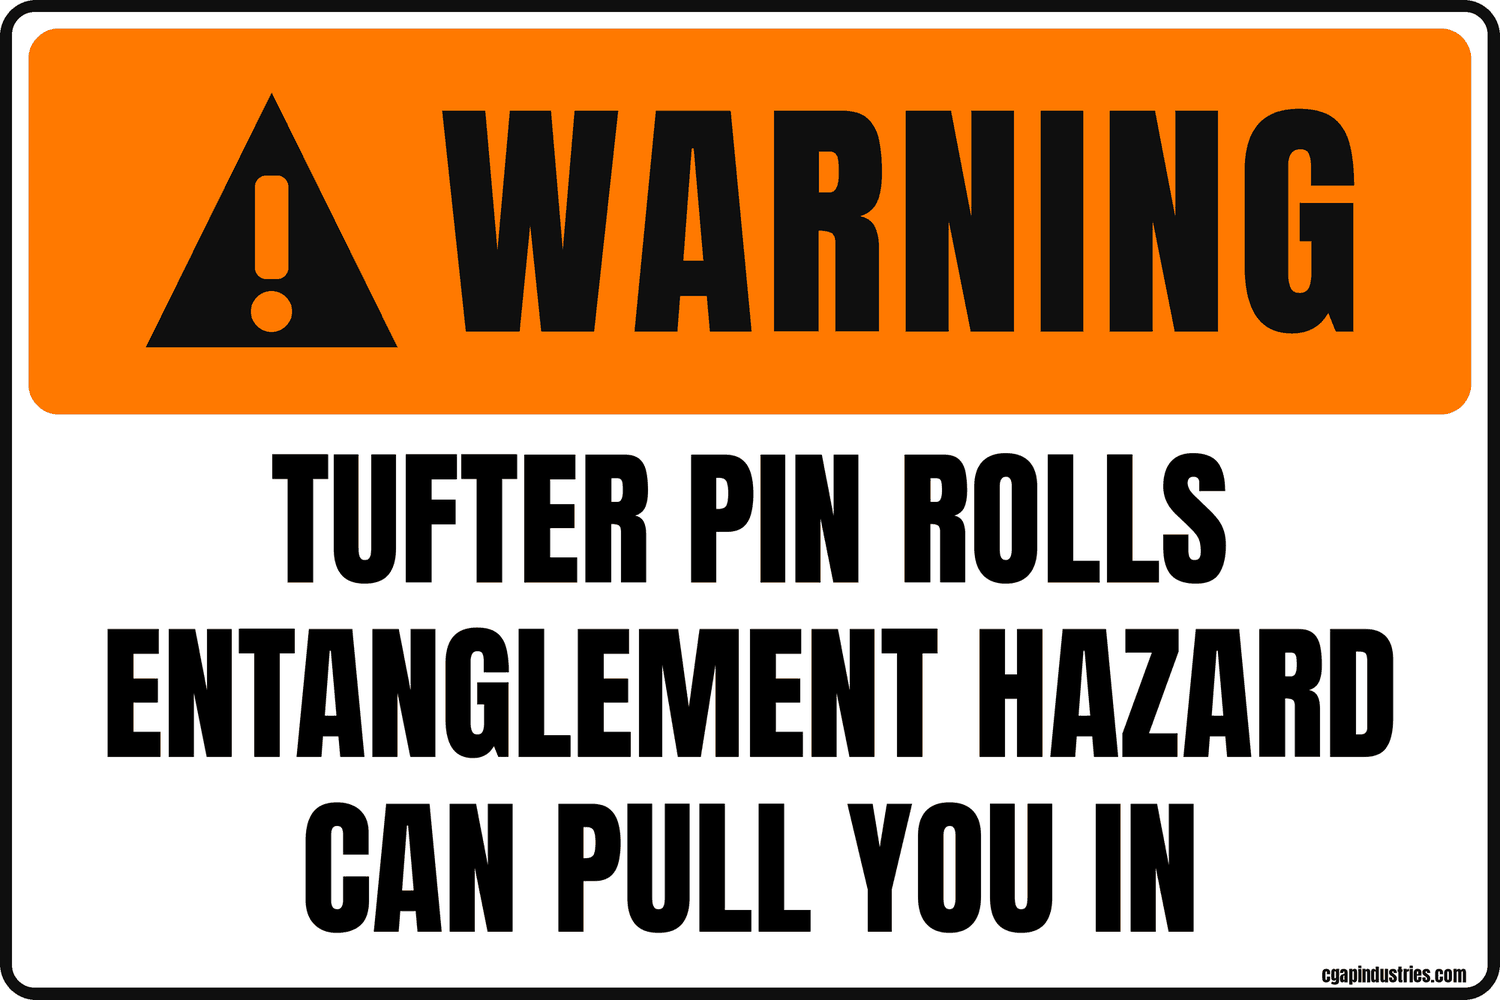 WARNING
TUFTER PIN ROLLS
ENTANGLEMENT HAZARD
CAN PULL YOU IN
cgapindustries.com